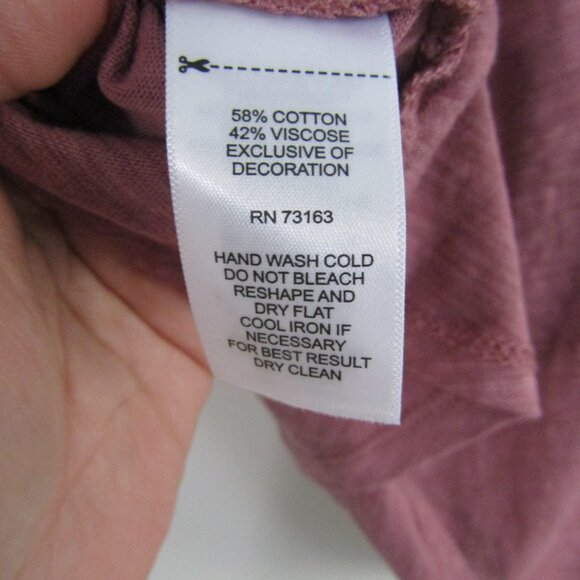 58% COTTON
42% VISCOSE
EXCLUSIVE OF
DECORATION
RN 73163
HAND WASH COLD
DO NOT BLEACH
RESHAPE AND
DRY FLAT
COOL IRON IF
NECESSARY
FOR BEST RESULT
DRY CLEAN